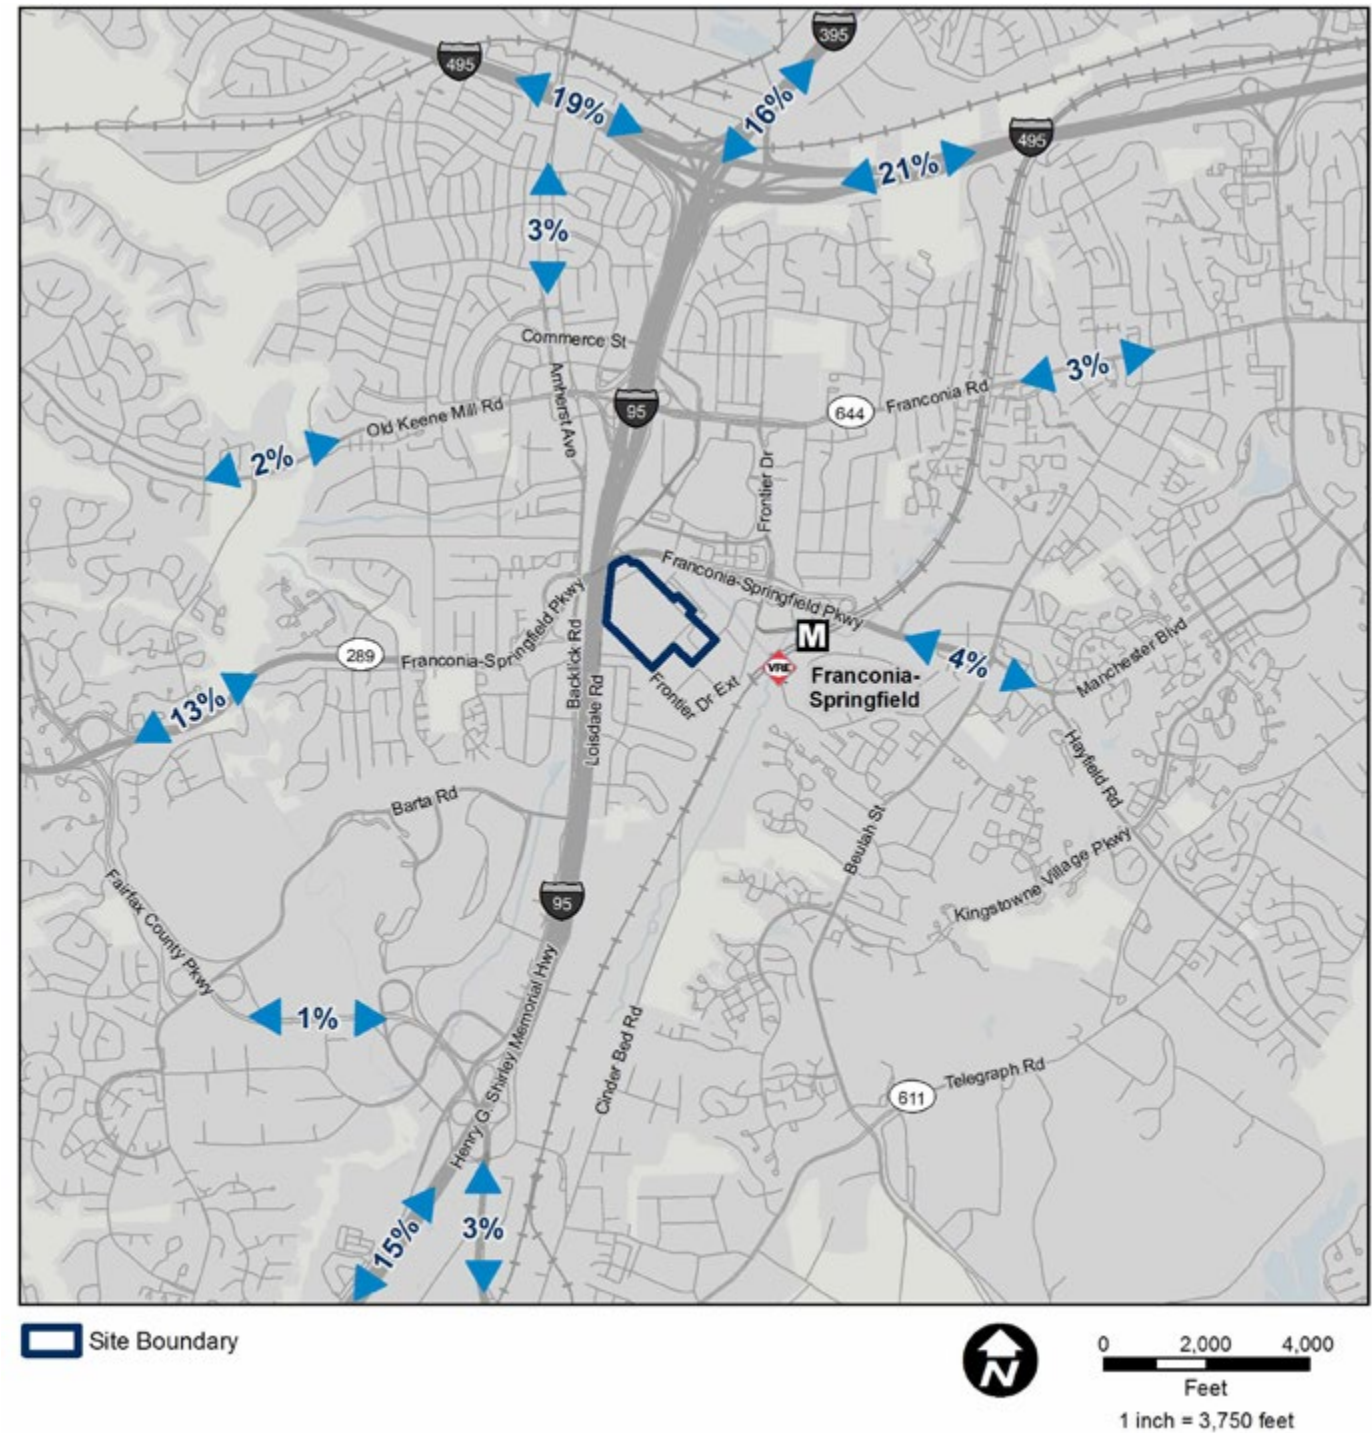 395
495
19%
16%
495
21%
3%
Commerce St
3%
Amherst Ave
95
644
Franconia Rd
Old Keene Mill Rd
2%
Frontier Dr
Franconia-Springfield Pkwy
M
VRE
Franconia-
Springfield
4%
Manchester Blvd
289
Franconia-Springfield Pkwy
Backlick Rd
Loisdale Rd
Frontier Dr Ext
13%
Hayfield Rd
Barta Rd
Beulah St
Kingstowne Village Pkwy
95
Fairfax County Pkwy
1%
Henry G. Shirley Memorial Hwy
Cinder Bed Rd
611
Telegraph Rd
15%
3%
Site Boundary
N
0 2,000 4,000
Feet
1 inch = 3,750 feet